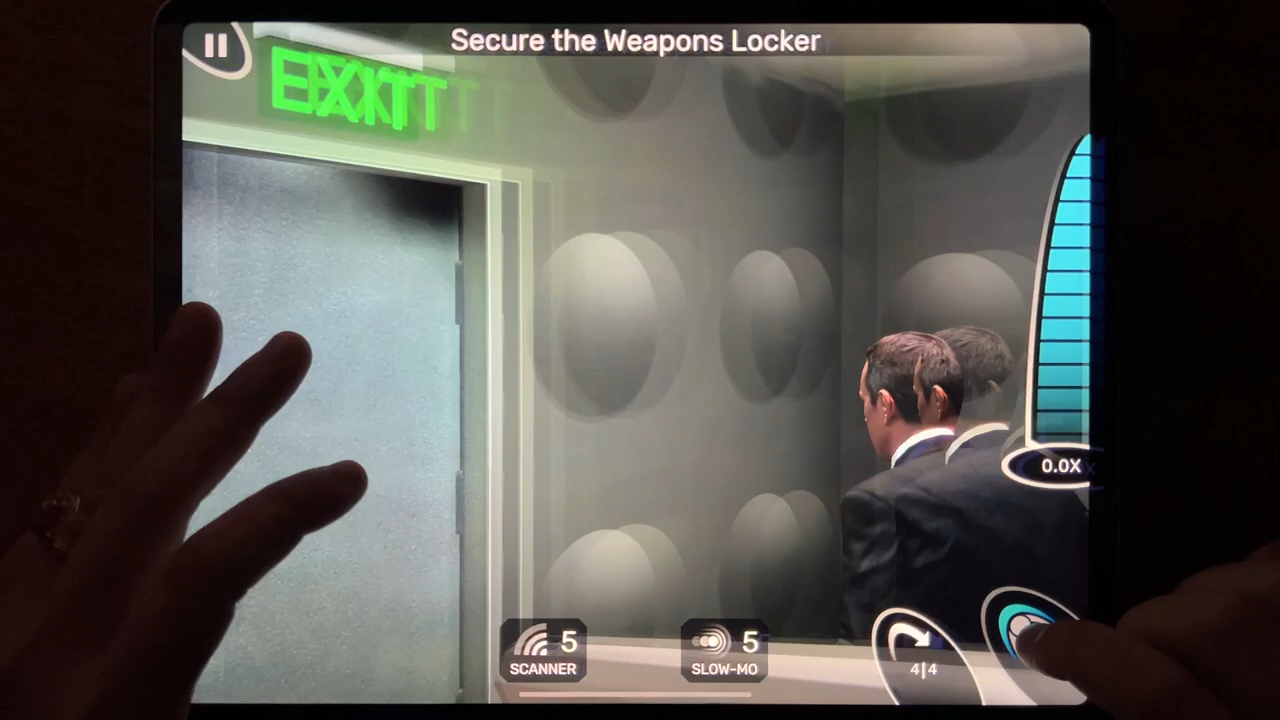 Secure the Weapons Locker
EXIT
0.0X
5
SCANNER
5
SLOW-MO
4|4